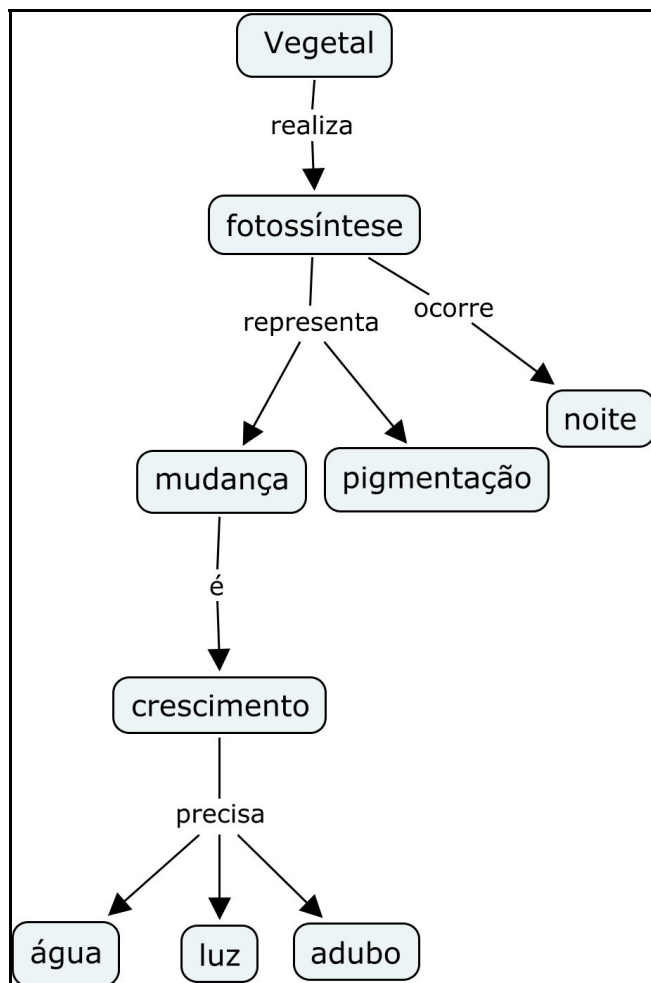 Vegetal
realiza
fotossíntese
representa
ocorre
noite
mudança
pigmentação
é
crescimento
precisa
água
luz
adubo